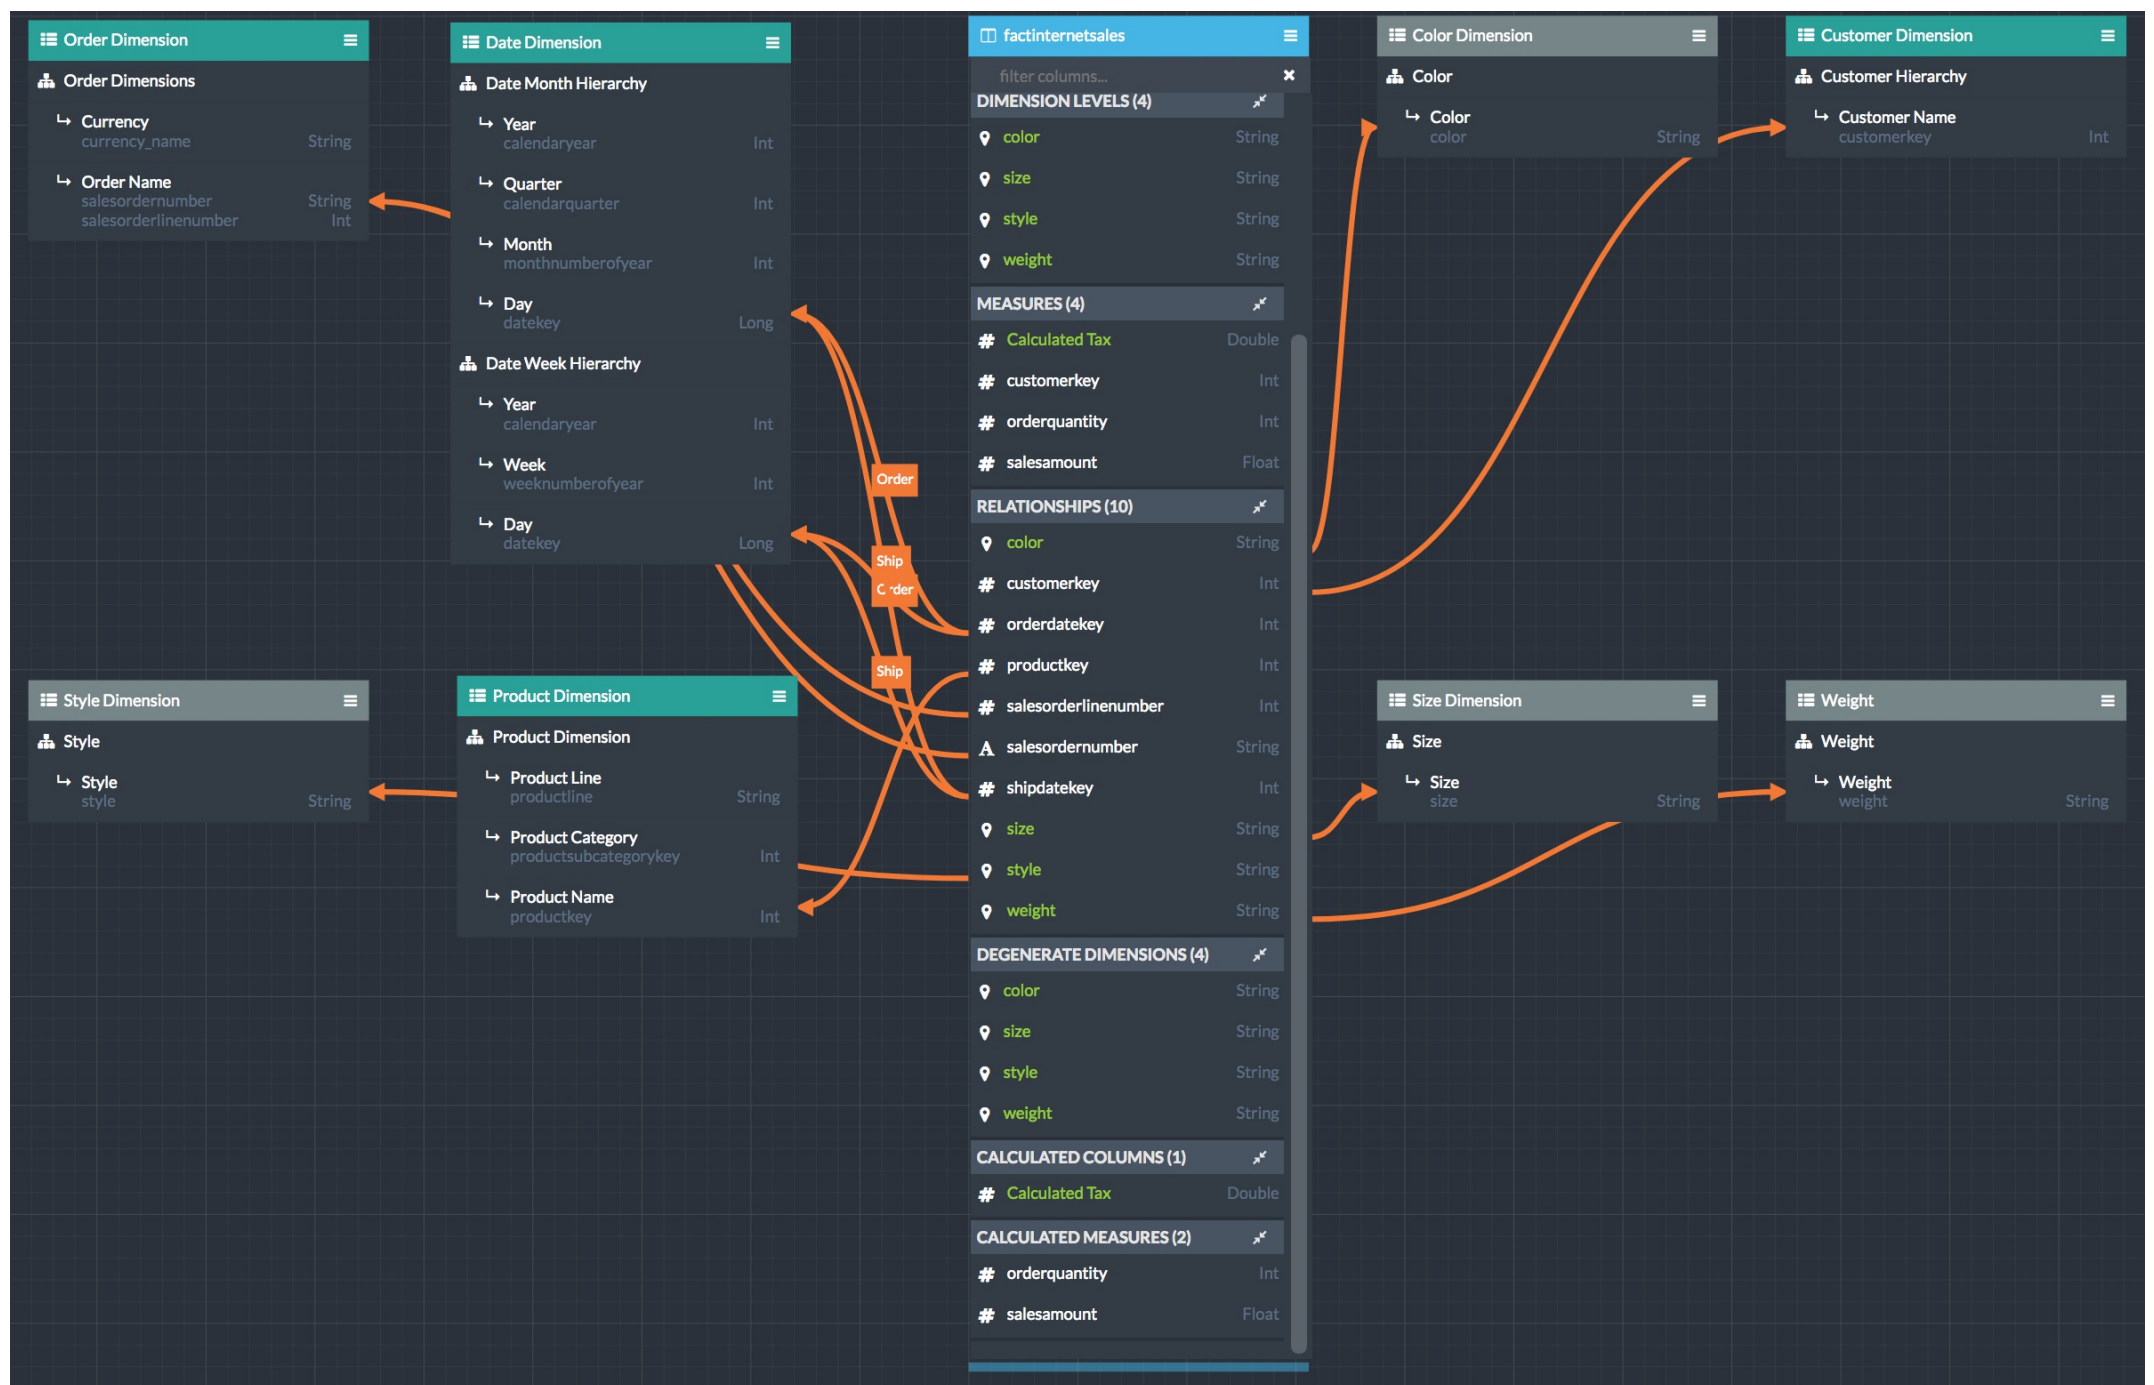 Order Dimension
Order Dimensions
Currency
currency_name String
Order Name
salesordernumber String
salesorderlinenumber Int
Date Dimension
Date Month Hierarchy
Year
calendaryear Int
Quarter
calendarquarter Int
Month
monthnumberofyear Int
Day
datekey Long
Date Week Hierarchy
Year
calendaryear Int
Week
weeknumberofyear Int
Day
datekey Long
Order
Ship
Ship
factinternetsales
filter columns...
DIMENSION LEVELS (4)
color String
size String
style String
weight String
MEASURES (4)
Calculated Tax Double
customerkey Int
orderquantity Int
salesamount Float
RELATIONSHIPS (10)
color String
customerkey Int
orderdatekey Int
productkey Int
salesorderlinenumber Int
salesordernumber String
shipdatekey Int
size String
style String
weight String
DEGENERATE DIMENSIONS (4)
color String
size String
style String
weight String
CALCULATED COLUMNS (1)
Calculated Tax Double
CALCULATED MEASURES (2)
orderquantity Int
salesamount Float
Color Dimension
Color
Color
color String
Customer Dimension
Customer Hierarchy
Customer Name
customerkey Int
Style Dimension
Style
Style
style String
Product Dimension
Product Dimension
Product Line
productline String
Product Category
productsubcategorykey Int
Product Name
productkey Int
Size Dimension
Size
Size
size String
Weight
Weight
Weight
weight String